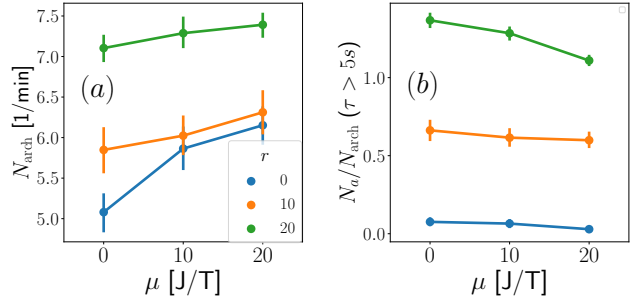 7.5
7.0
6.5
6.0
5.5
5.0
N_arch [1/min]
(a)
r
0
10
20
0 10 20
μ [J/T]
1.0
0.5
0.0
N_a/N_arch (τ > 5s)
(b)
0 10 20
μ [J/T]